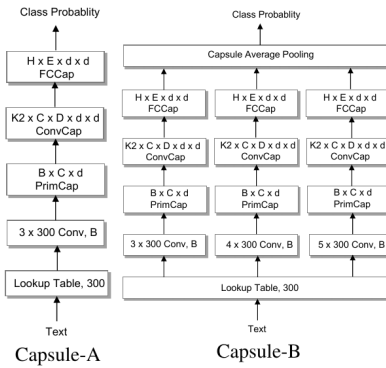 Class Probablity
H x E x d x d
FCCap
K2 x C x D x d x d
ConvCap
B x C x d
PrimCap
3 x 300 Conv, B
Lookup Table, 300
Text
Capsule-A
Class Probablity
Capsule Average Pooling
H x E x d x d
FCCap
H x E x d x d
FCCap
H x E x d x d
FCCap
K2 x C x D x d x d
ConvCap
K2 x C x D x d x d
ConvCap
K2 x C x D x d x d
ConvCap
B x C x d
PrimCap
B x C x d
PrimCap
B x C x d
PrimCap
3 x 300 Conv, B
4 x 300 Conv, B
5 x 300 Conv, B
Lookup Table, 300
Text
Capsule-B